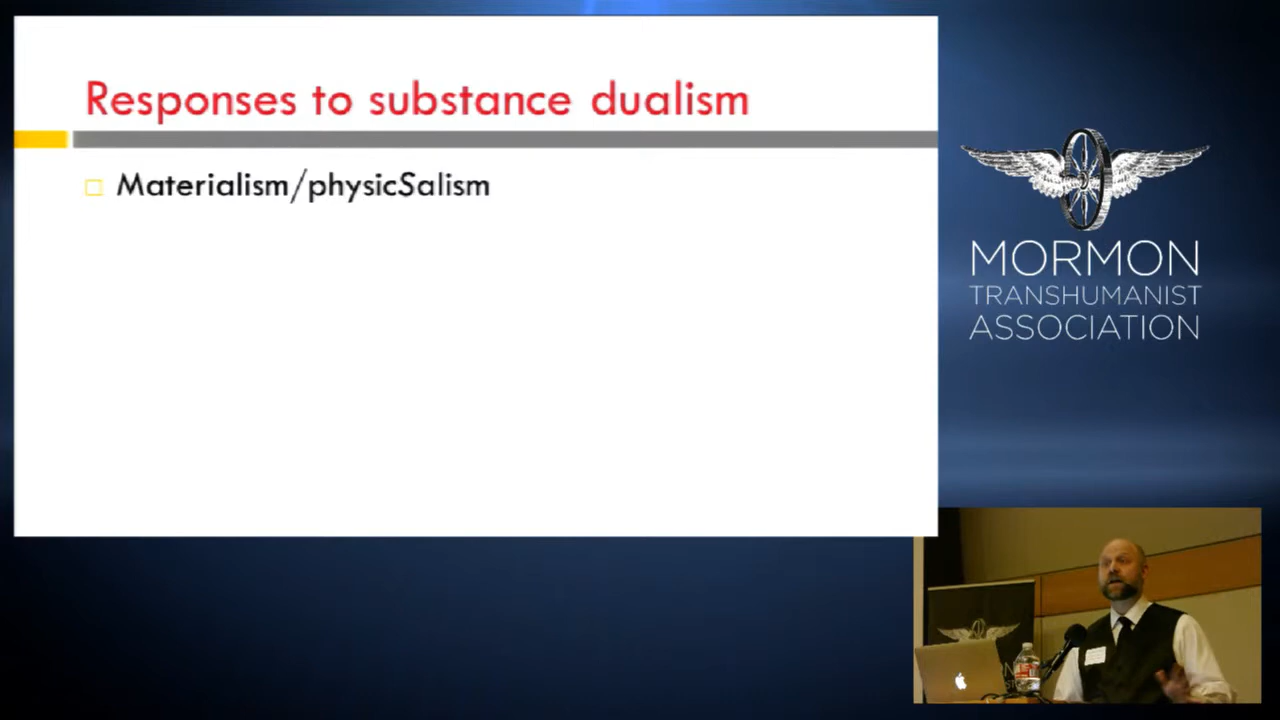 Responses to substance dualism
Materialism/physicSalism
MORMON
TRANSHUMANIST
ASSOCIATION